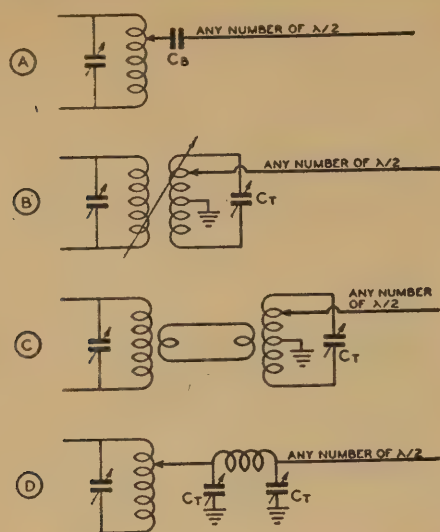 A
ANY NUMBER OF λ/2
CB
B
ANY NUMBER OF λ/2
CT
C
ANY NUMBER
OF λ/2
CT
D
ANY NUMBER OF λ/2
CT
CT